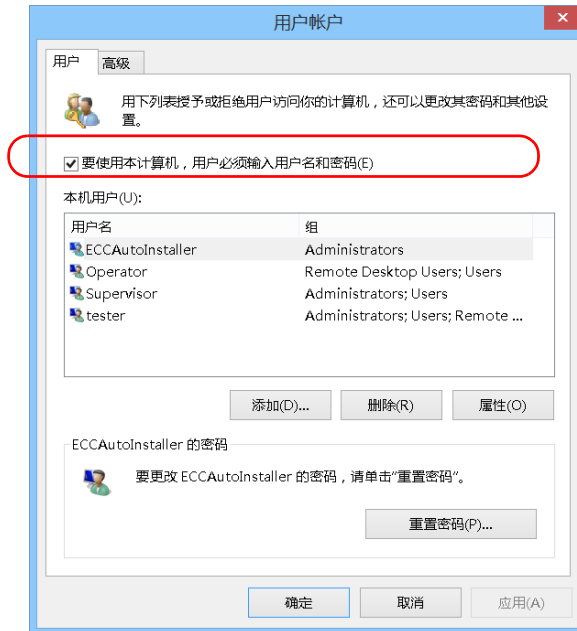 用户帐户
用户 高级
用下列表授予或拒绝用户访问你的计算机，还可以更改其密码和其他设
置。
要使用本计算机，用户必须输入用户名和密码(E)
本机用户(U):
用户名 组
ECCAutoInstaller Administrators
Operator Remote Desktop Users; Users
Supervisor Administrators; Users
tester Administrators; Users; Remote ...
添加(D)... 删除(R) 属性(O)
ECCAutoInstaller 的密码
要更改 ECCAutoInstaller 的密码，请单击“重置密码”。
重置密码(P)...
确定 取消 应用(A)